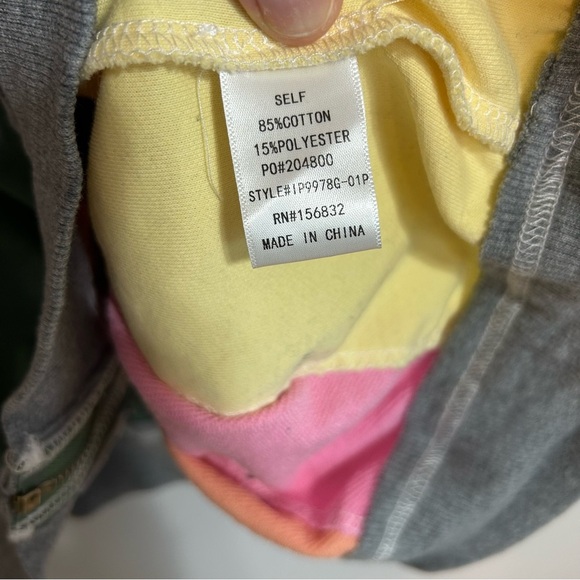 SELF
85%COTTON
15%POLYESTER
PO#204800
STYLE#IP9978G-01P
RN#156832
MADE IN CHINA